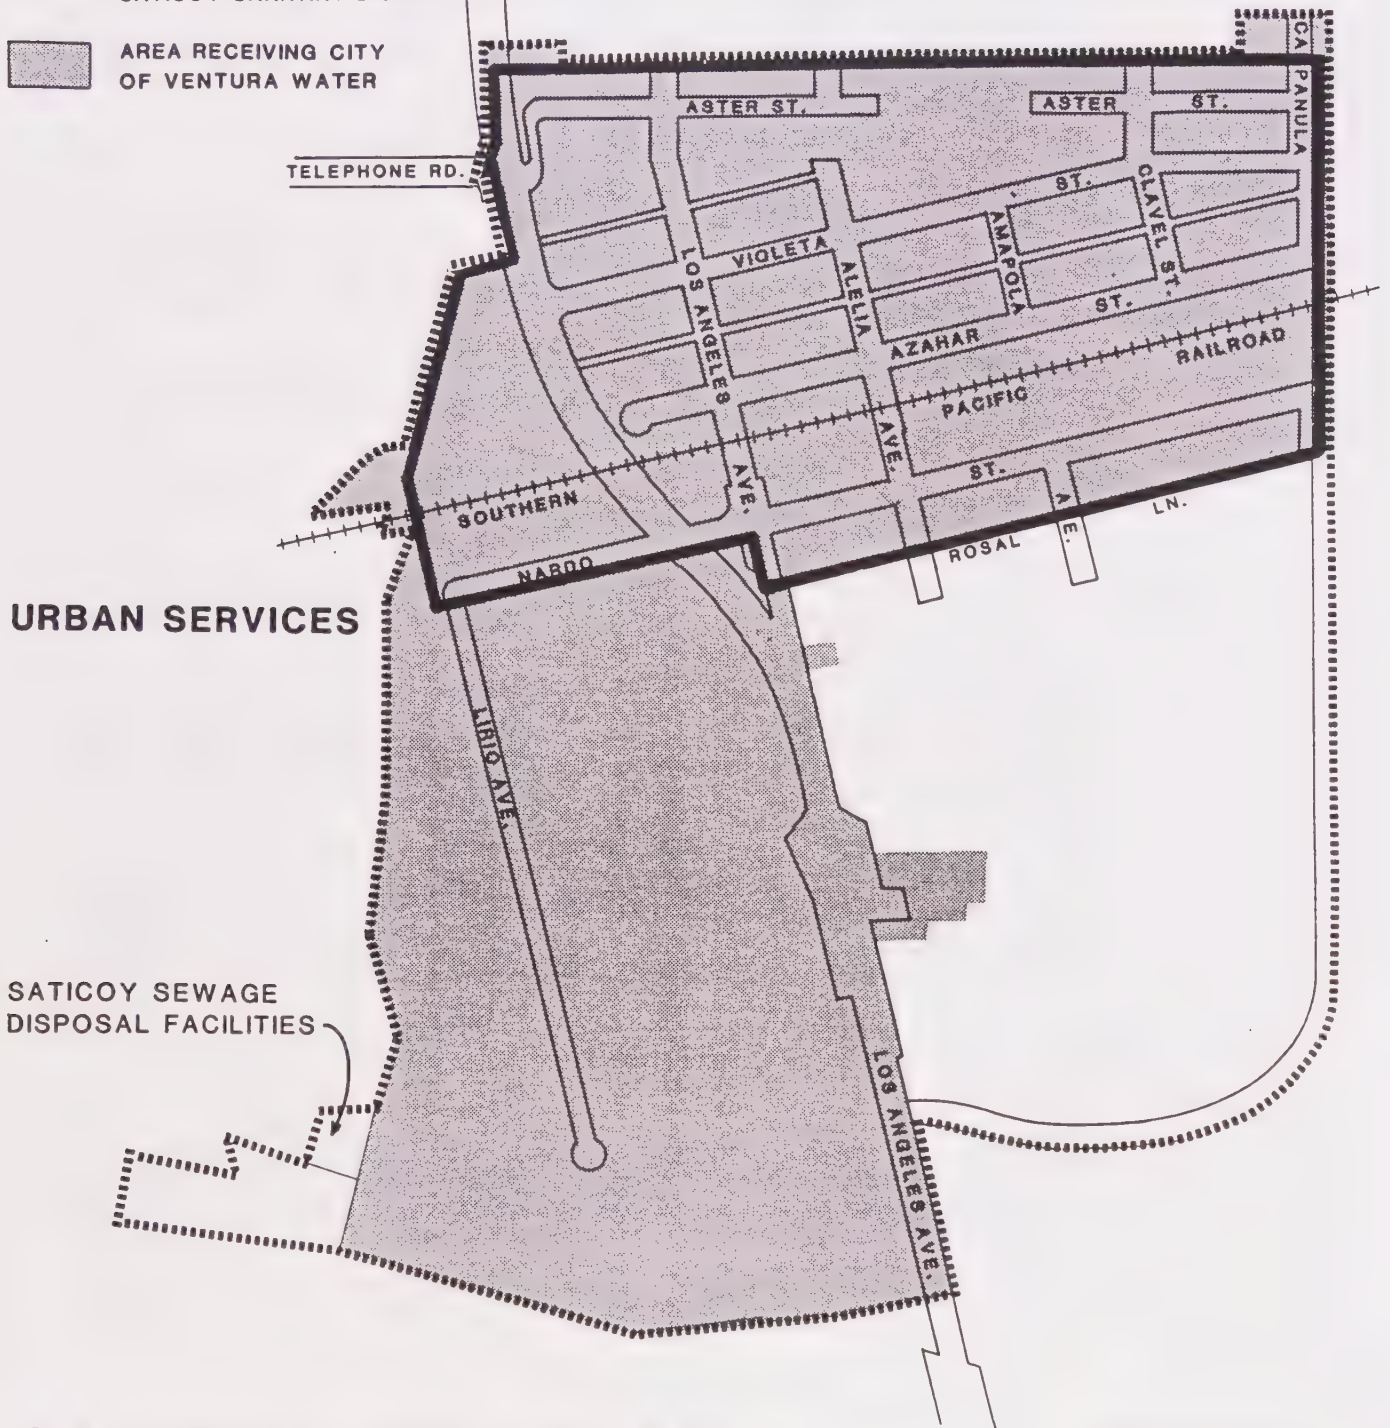 AREA RECEIVING CITY
OF VENTURA WATER
CA PANULA
ASTER ST.
ASTER ST.
TELEPHONE RD.
ST.
CLAVEL ST.
AMAPOLA
VIOLETA
LOS ANGELES
ALELIA
ST.
AZAHAR
RAILROAD
PACIFIC
AVE.
AVE.
ST.
SOUTHERN
LN.
ROSAL
NARDO
URBAN SERVICES
LIRIO AVE.
SATICOY SEWAGE
DISPOSAL FACILITIES
LOS ANGELES AVE.